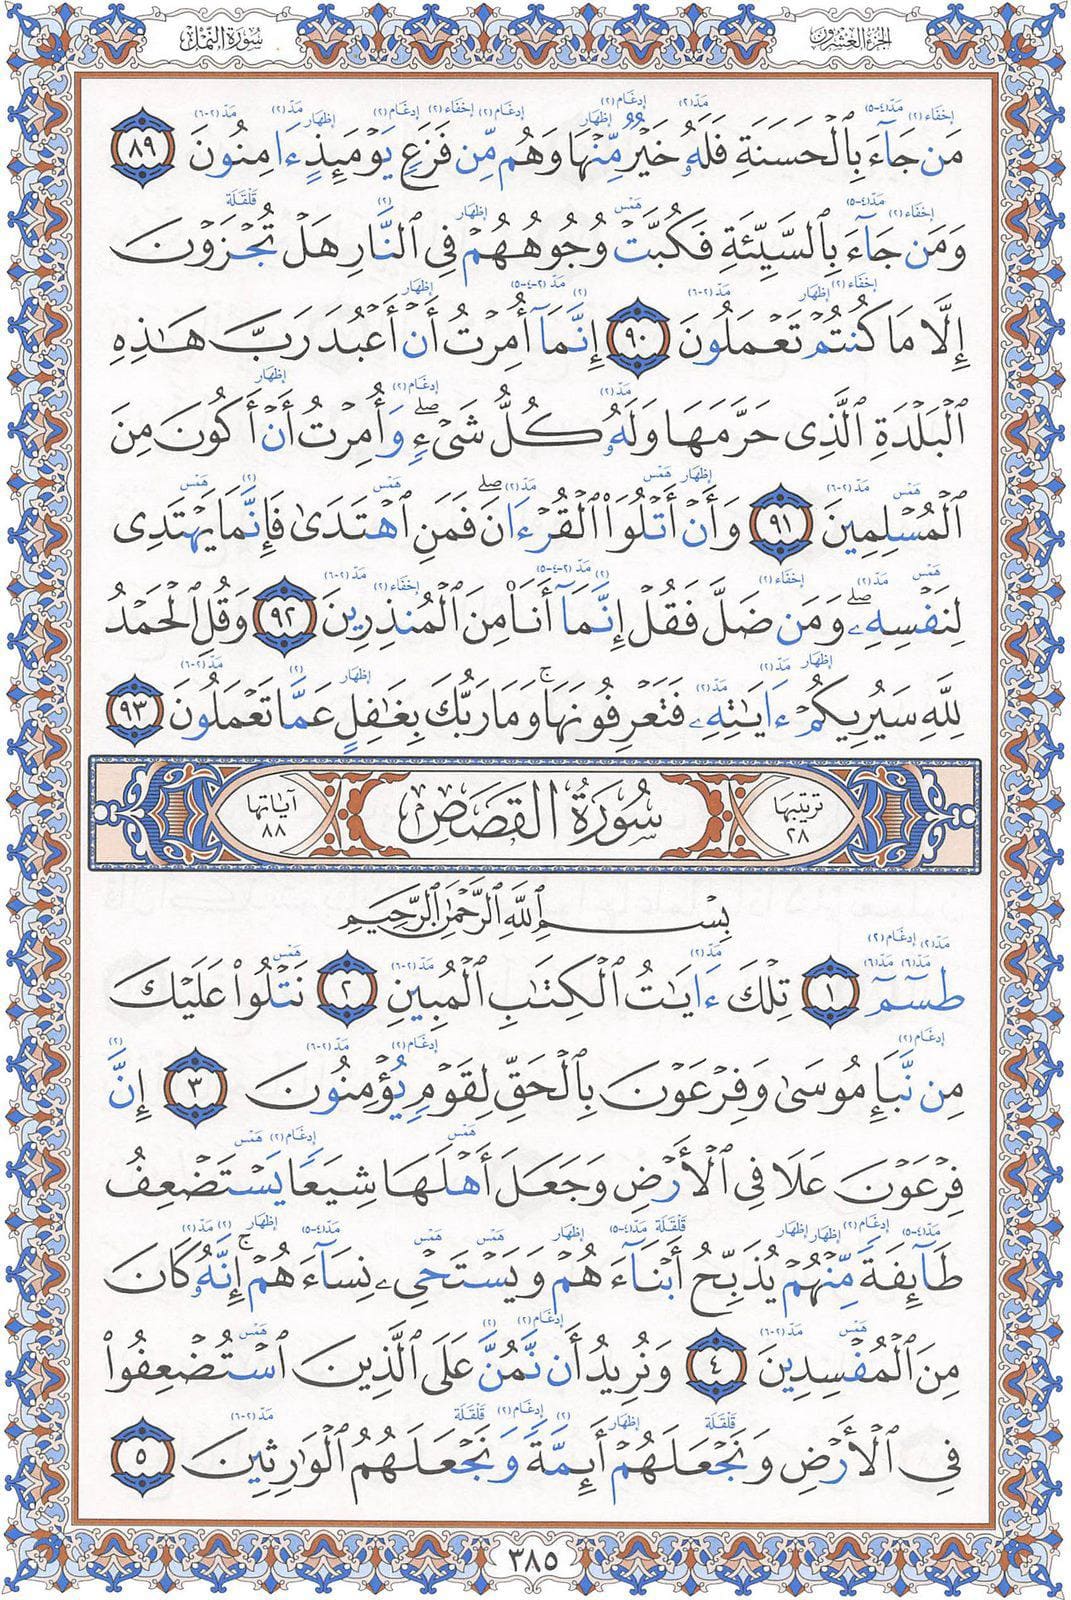 الجزء العشرون
سورة النمل
مَن جَآءَ بِٱلْحَسَنَةِ فَلَهُۥ خَيْرٌ مِّنْهَا وَهُم مِّن فَزَعٍ يَوْمَئِذٍ ءَامِنُونَ ٨٩
وَمَن جَآءَ بِٱلسَّيِّئَةِ فَكُبَّتْ وُجُوهُهُمْ فِى ٱلنَّارِ هَلْ تُجْزَوْنَ
إِلَّا مَا كُنتُمْ تَعْمَلُونَ ٩٠ إِنَّمَآ أُمِرْتُ أَنْ أَعْبُدَ رَبَّ هَـٰذِهِ
ٱلْبَلْدَةِ ٱلَّذِى حَرَّمَهَا وَلَهُۥ كُلُّ شَىْءٍۖ وَأُمِرْتُ أَنْ أَكُونَ مِنَ
ٱلْمُسْلِمِينَ ٩١ وَأَنْ أَتْلُوَا۟ ٱلْقُرْءَانَۖ فَمَنِ ٱهْتَدَىٰ فَإِنَّمَا يَهْتَدِى
لِنَفْسِهِۦۖ وَمَن ضَلَّ فَقُلْ إِنَّمَآ أَنَا۠ مِنَ ٱلْمُنذِرِينَ ٩٢ وَقُلِ ٱلْحَمْدُ
لِلَّهِ سَيُرِيكُمْ ءَايَـٰتِهِۦ فَتَعْرِفُونَهَاۚ وَمَا رَبُّكَ بِغَـٰفِلٍ عَمَّا تَعْمَلُونَ ٩٣
ترتيبها ٢٨
سُورَةُ القَصَصِ
آياتها ٨٨
بِسْمِ ٱللَّهِ ٱلرَّحْمَـٰنِ ٱلرَّحِيمِ
طسٓمٓ ١ تِلْكَ ءَايَـٰتُ ٱلْكِتَـٰبِ ٱلْمُبِينِ ٢ نَتْلُوا۟ عَلَيْكَ
مِن نَّبَإِ مُوسَىٰ وَفِرْعَوْنَ بِٱلْحَقِّ لِقَوْمٍ يُؤْمِنُونَ ٣ إِنَّ
فِرْعَوْنَ عَلَا فِى ٱلْأَرْضِ وَجَعَلَ أَهْلَهَا شِيَعًا يَسْتَضْعِفُ
طَآئِفَةً مِّنْهُمْ يُذَبِّحُ أَبْنَآءَهُمْ وَيَسْتَحْىِۦ نِسَآءَهُمْۚ إِنَّهُۥ كَانَ
مِنَ ٱلْمُفْسِدِينَ ٤ وَنُرِيدُ أَن نَّمُنَّ عَلَى ٱلَّذِينَ ٱسْتُضْعِفُوا۟
فِى ٱلْأَرْضِ وَنَجْعَلَهُمْ أَئِمَّةً وَنَجْعَلَهُمُ ٱلْوَٰرِثِينَ ٥
٣٨٥